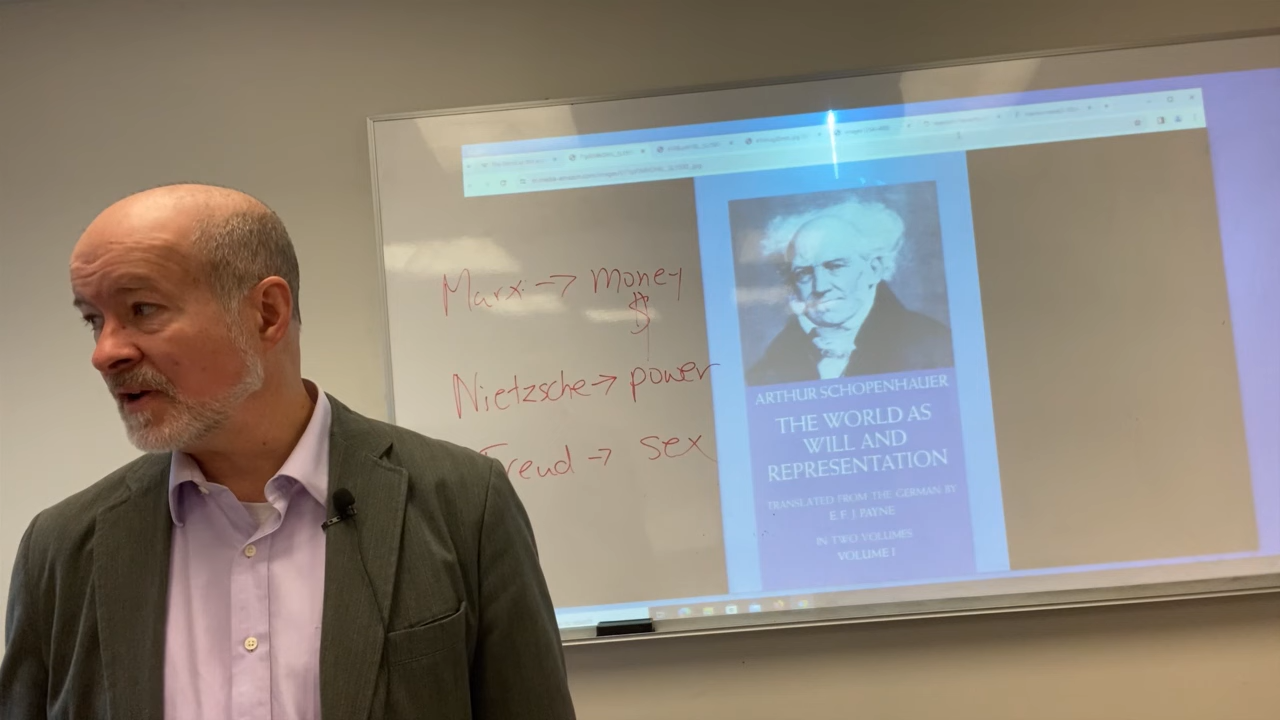 Marx → money
$
Nietzsche → power
Freud → sex
ARTHUR SCHOPENHAUER
THE WORLD AS
WILL AND
REPRESENTATION
TRANSLATED FROM THE GERMAN BY
E. F. J. PAYNE
IN TWO VOLUMES
VOLUME I